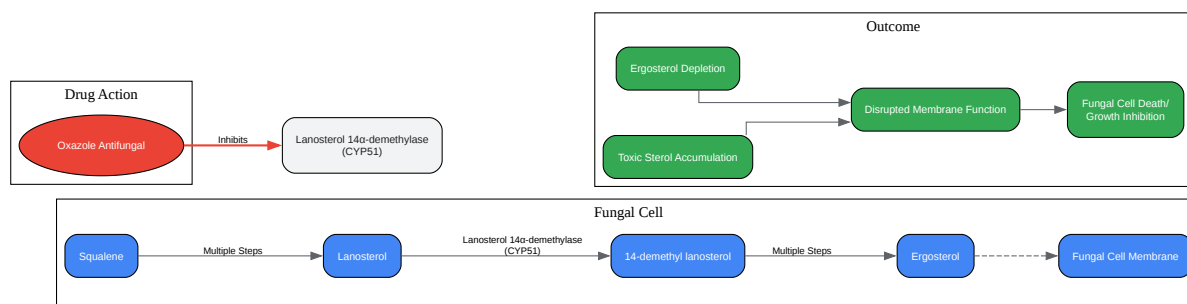 Outcome
Ergosterol Depletion
Drug Action
Disrupted Membrane Function
Fungal Cell Death/
Growth Inhibition
Oxazole Antifungal
Inhibits
Lanosterol 14α-demethylase
(CYP51)
Toxic Sterol Accumulation
Fungal Cell
Squalene
Multiple Steps
Lanosterol
Lanosterol 14α-demethylase
(CYP51)
14-demethyl lanosterol
Multiple Steps
Ergosterol
Fungal Cell Membrane